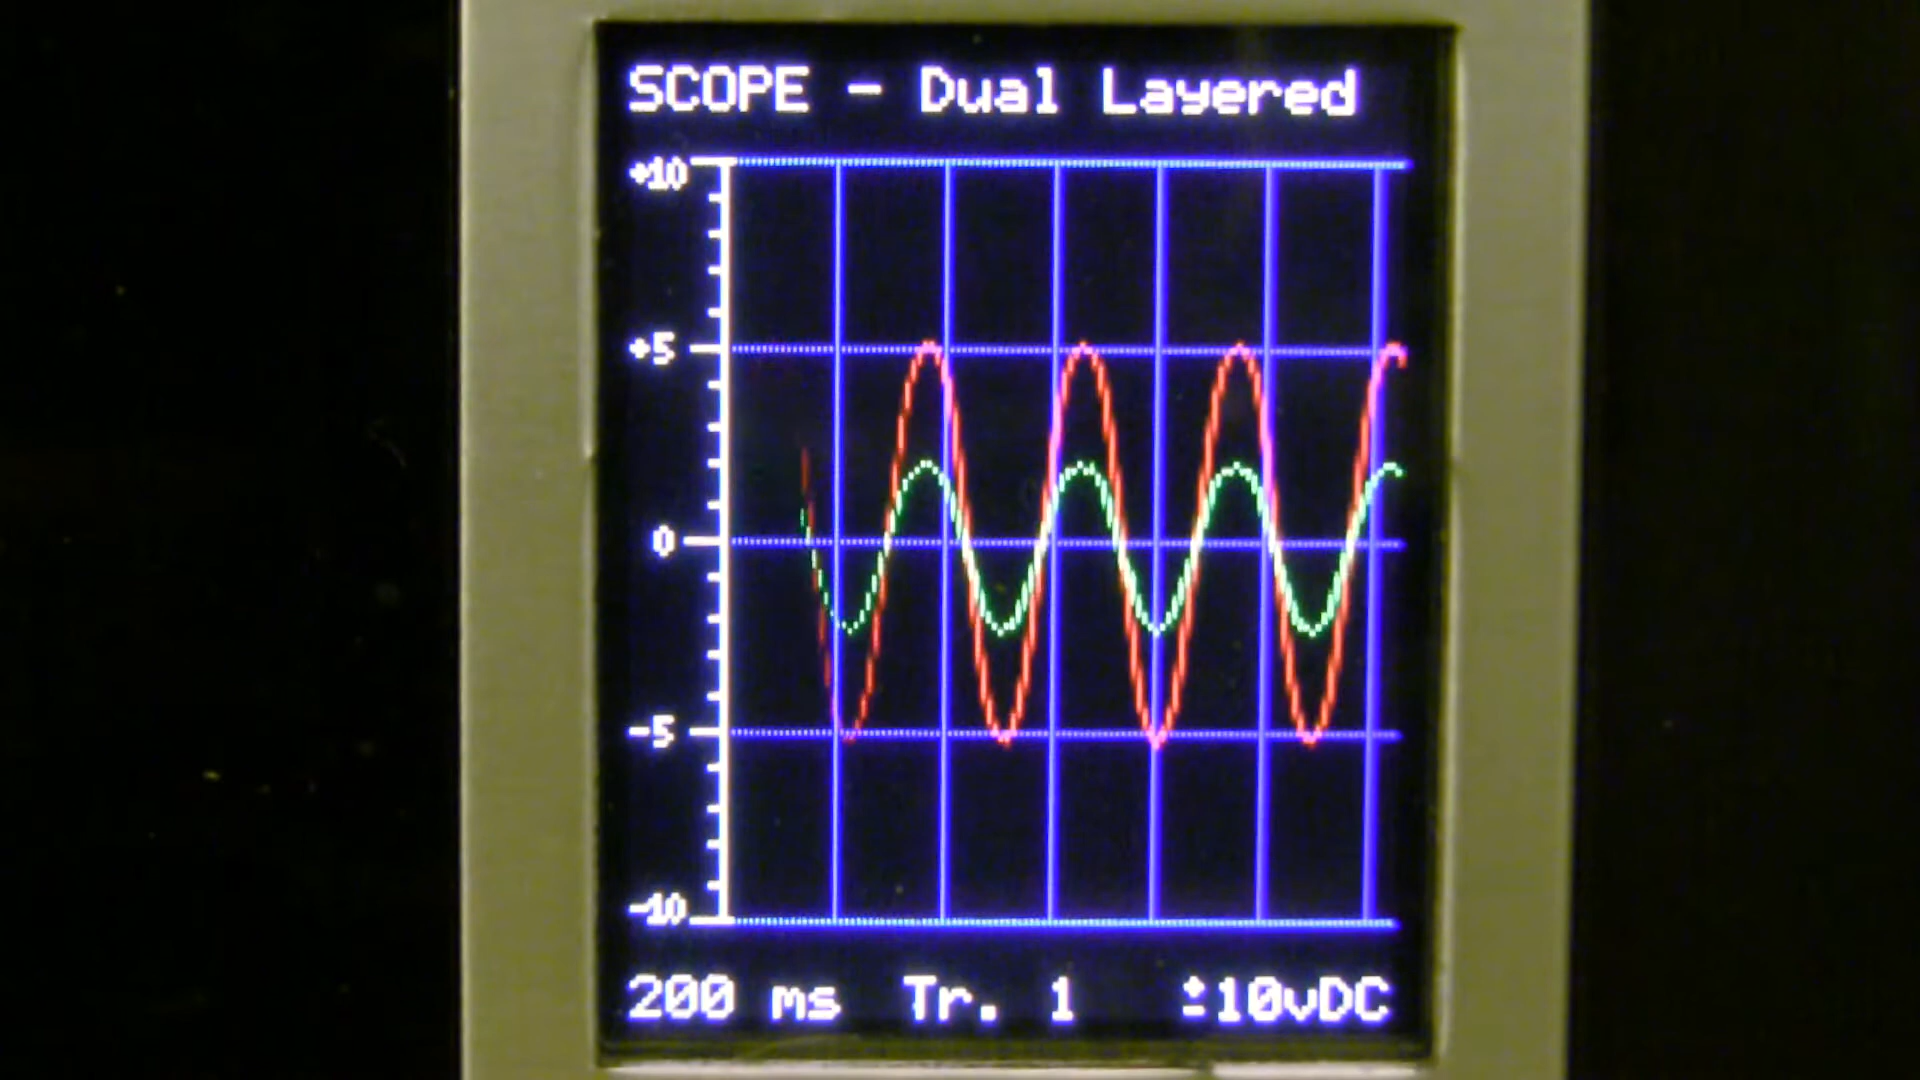 SCOPE - Dual Layered
+10
+5
0
-5
-10
200 ms Tr. 1 ±10vDC